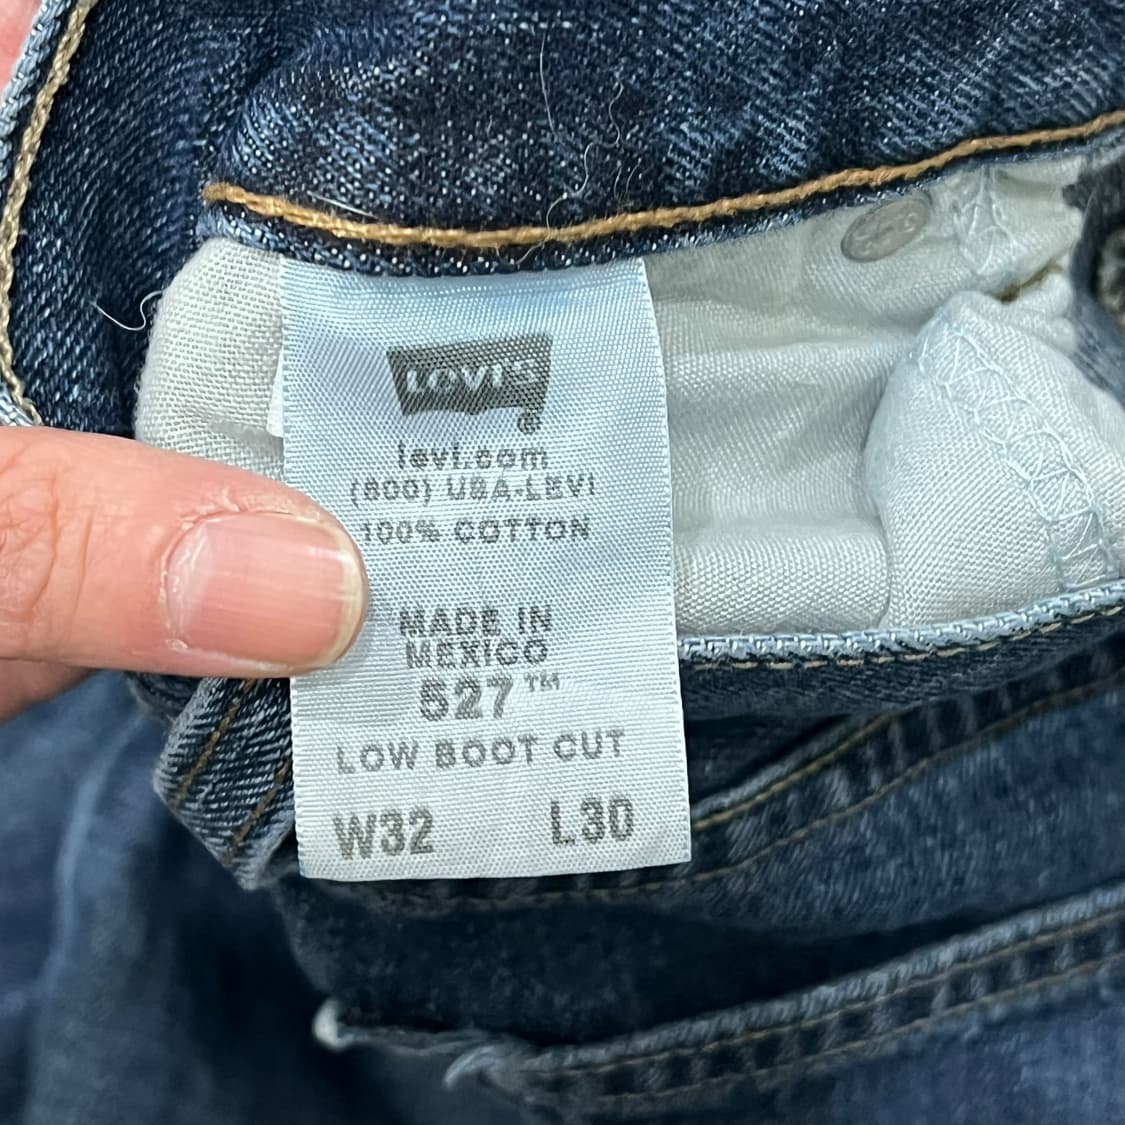 LEVI'S
®
levi.com
(800) USA-LEVI
100% COTTON
MADE IN
MEXICO
527™
LOW BOOT CUT
W32 L30